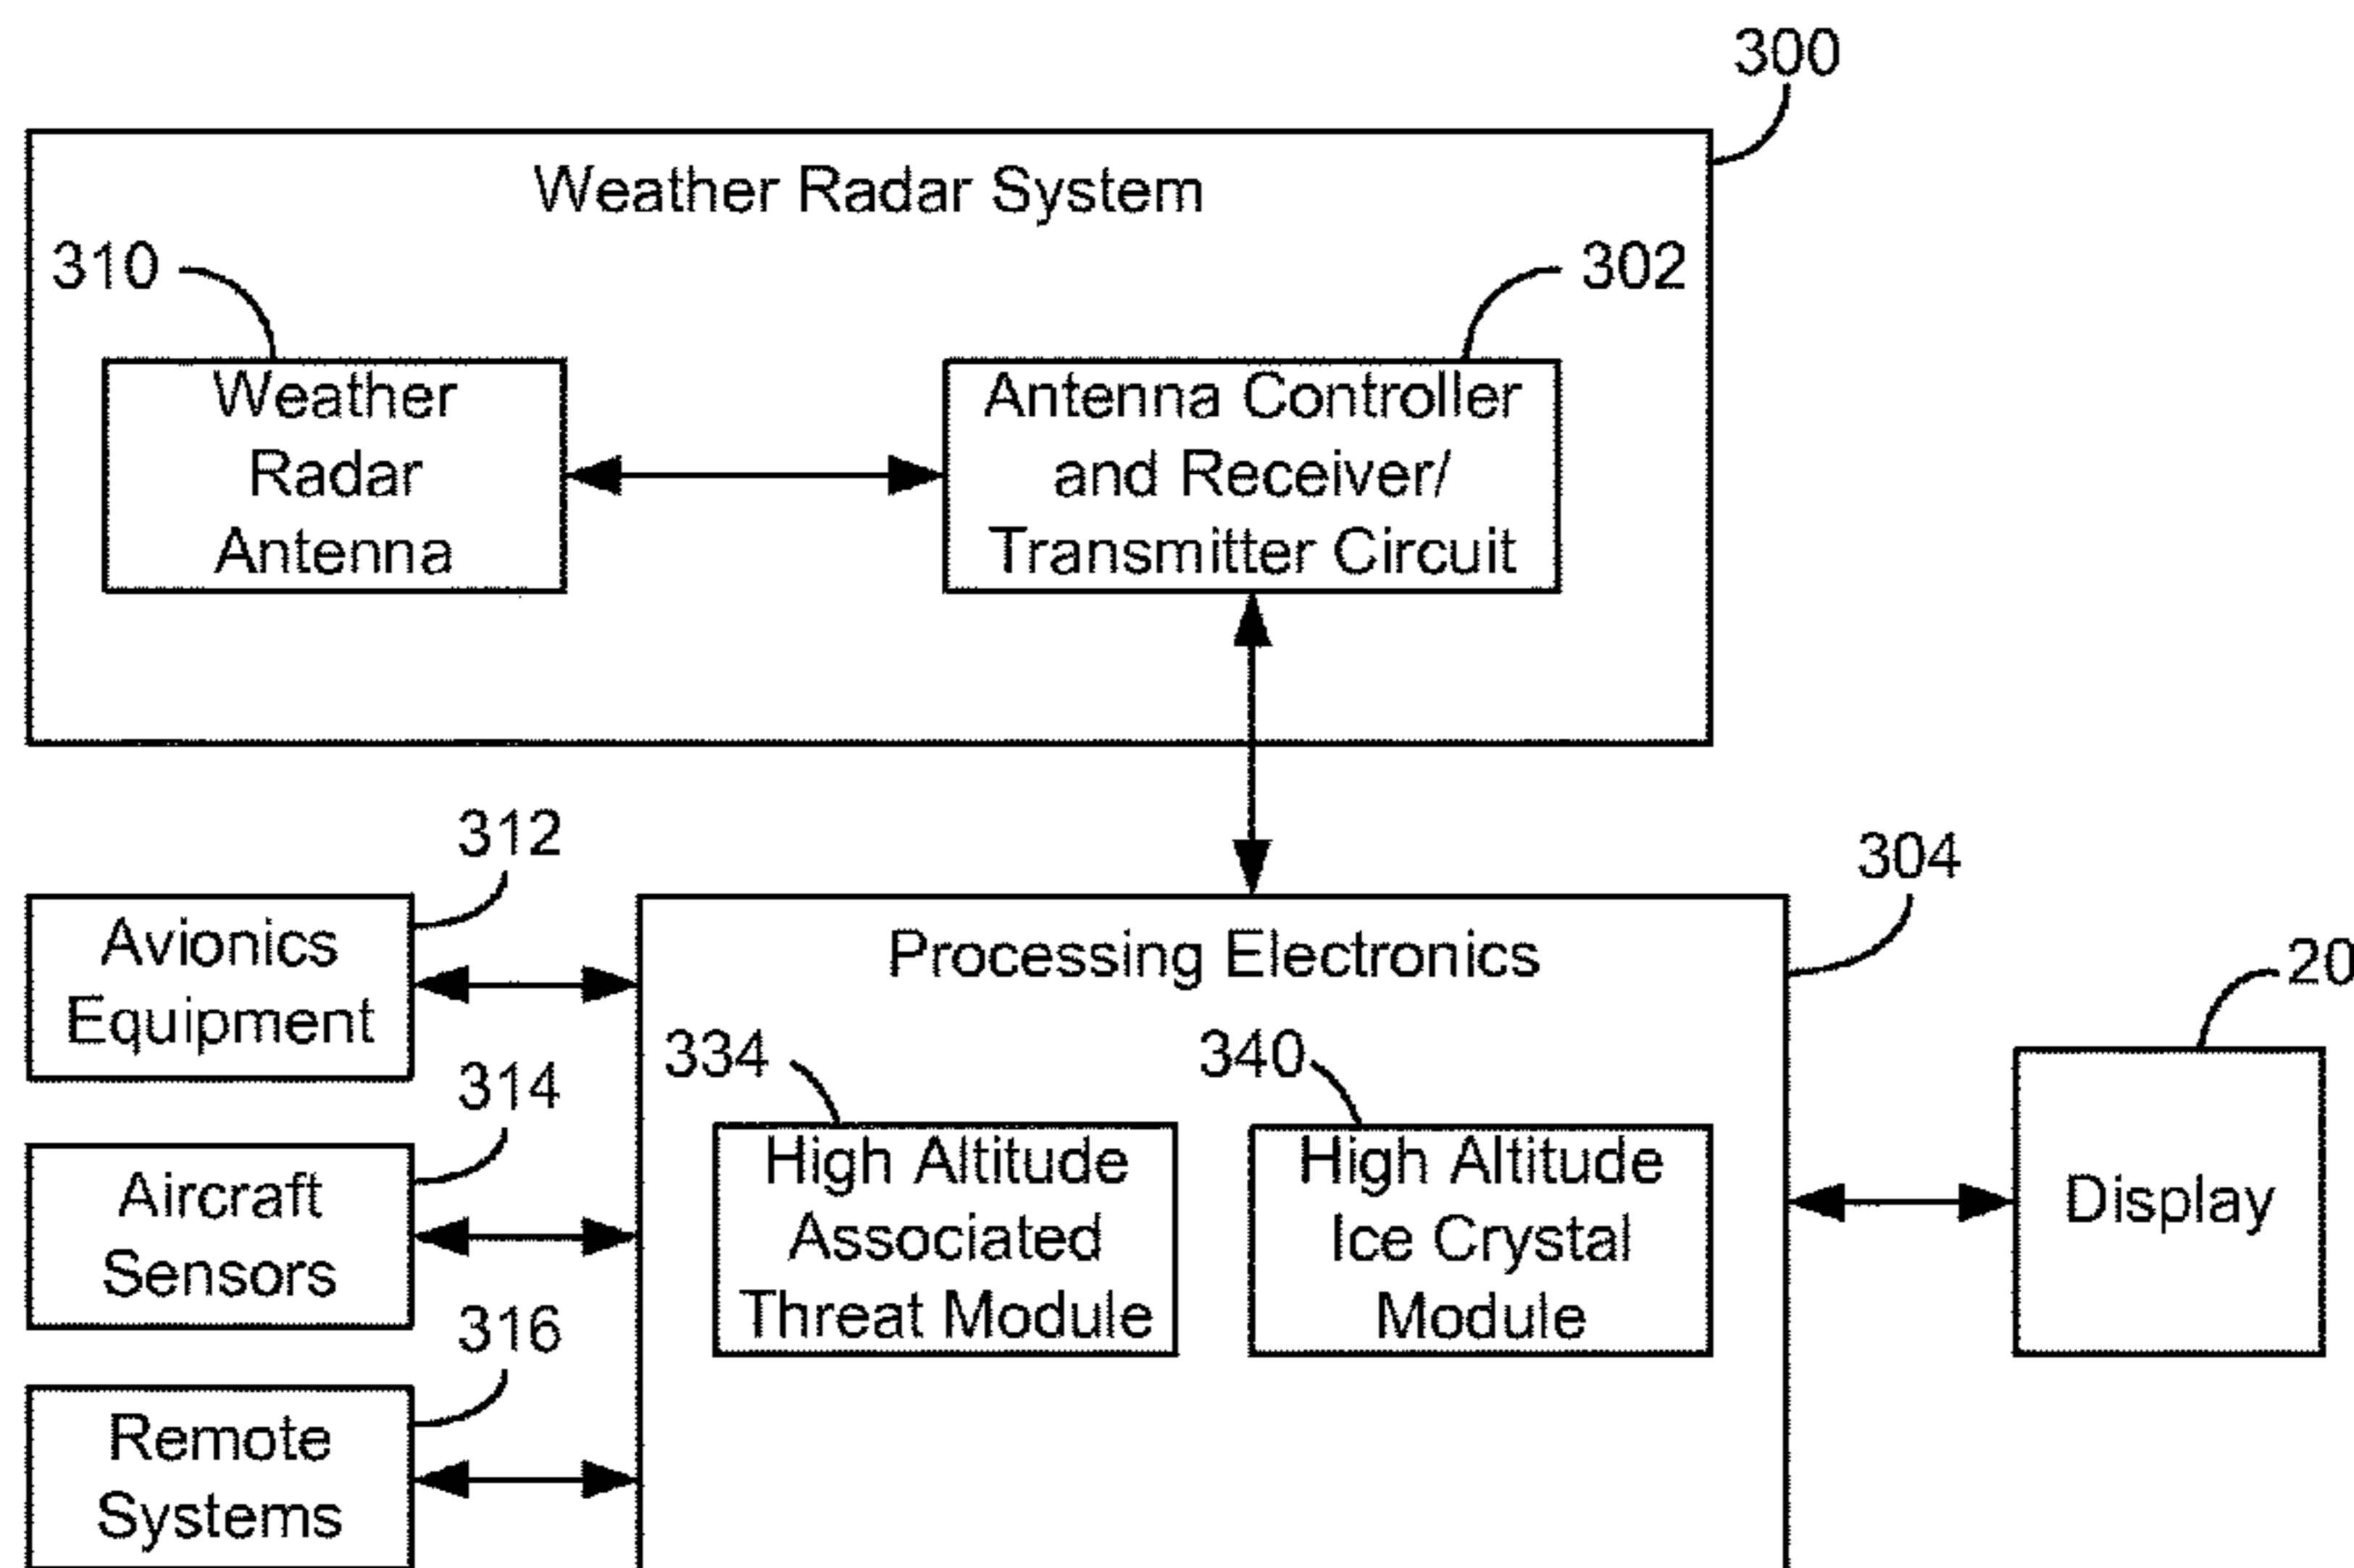 300
Weather Radar System
310
302
Weather
Radar
Antenna
Antenna Controller
and Receiver/
Transmitter Circuit
312
Avionics
Equipment
314
Aircraft
Sensors
316
Remote
Systems
304
Processing Electronics
334
High Altitude
Associated
Threat Module
340
High Altitude
Ice Crystal
Module
20
Display